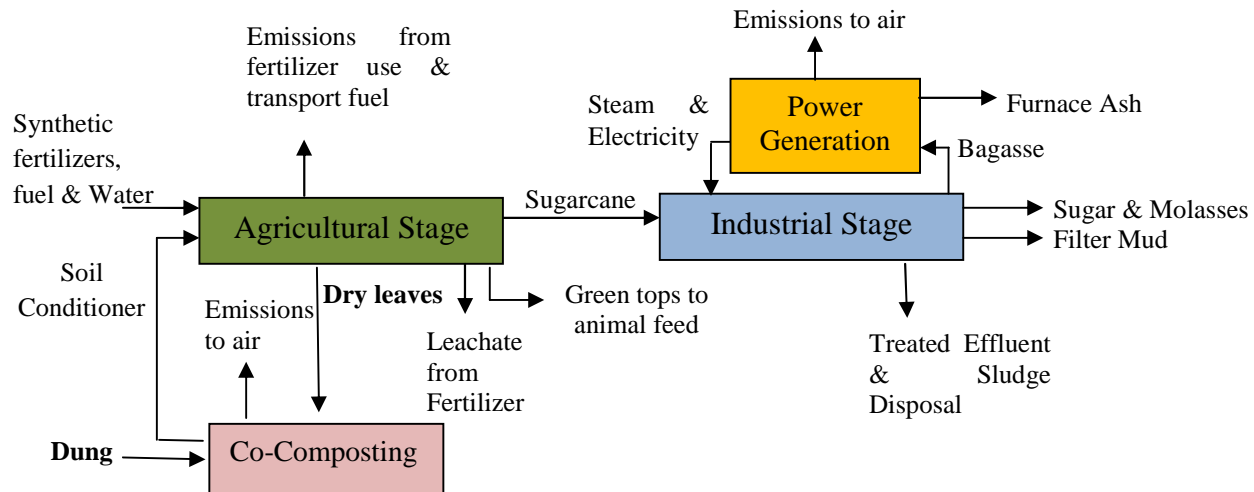 Emissions to air
Emissions from
fertilizer use &
transport fuel
Synthetic
fertilizers,
fuel & Water
Steam &
Electricity
Power
Generation
Furnace Ash
Bagasse
Agricultural Stage
Sugarcane
Industrial Stage
Sugar & Molasses
Filter Mud
Soil
Conditioner
Emissions
to air
Dry leaves
Green tops to
animal feed
Leachate
from
Fertilizer
Treated Effluent
& Sludge
Disposal
Dung
Co-Composting